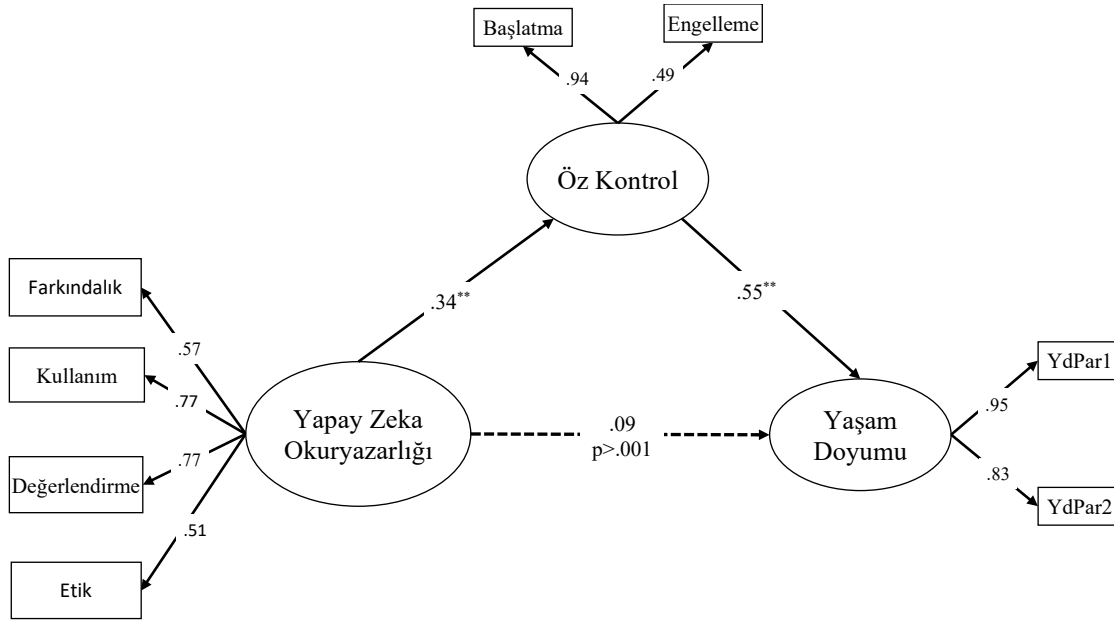 Başlatma
Engelleme
.94
.49
Öz Kontrol
.34**
.55**
Farkındalık
.57
Kullanım
.77
Değerlendirme
.77
Etik
.51
Yapay Zeka
Okuryazarlığı
.09
p>.001
Yaşam
Doyumu
YdPar1
.95
.83
YdPar2